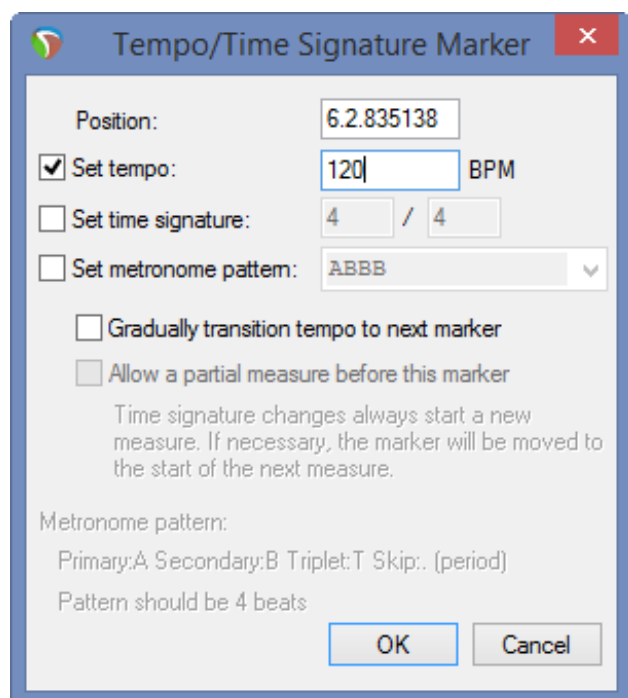 Tempo/Time Signature Marker
Position: 6.2.835138
Set tempo: 120 BPM
Set time signature: 4 / 4
Set metronome pattern: ABBB
Gradually transition tempo to next marker
Allow a partial measure before this marker
Time signature changes always start a new
measure. If necessary, the marker will be moved to
the start of the next measure.
Metronome pattern:
Primary:A Secondary:B Triplet:T Skip:. (period)
Pattern should be 4 beats
OK Cancel